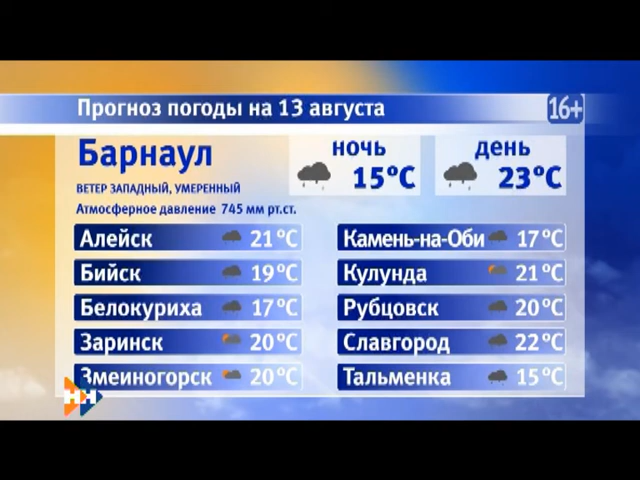 Прогноз погоды на 13 августа
16+
Барнаул
ВЕТЕР ЗАПАДНЫЙ, УМЕРЕННЫЙ
Атмосферное давление 745 мм рт.ст.
ночь
15°C
день
23°C
Алейск 21°C
Бийск 19°C
Белокуриха 17°C
Заринск 20°C
Змеиногорск 20°C
Камень-на-Оби 17°C
Кулунда 21°C
Рубцовск 20°C
Славгород 22°C
Тальменка 15°C
НН